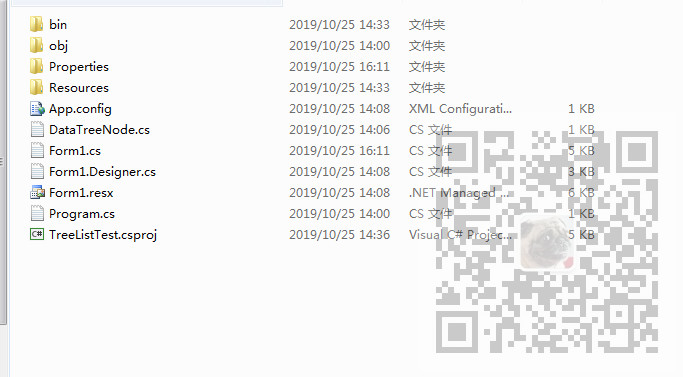 bin 2019/10/25 14:33 文件夹
obj 2019/10/25 14:00 文件夹
Properties 2019/10/25 16:11 文件夹
Resources 2019/10/25 14:33 文件夹
App.config 2019/10/25 14:08 XML Configurati... 1 KB
DataTreeNode.cs 2019/10/25 14:06 CS 文件 1 KB
Form1.cs 2019/10/25 16:11 CS 文件 5 KB
Form1.Designer.cs 2019/10/25 14:08 CS 文件 3 KB
Form1.resx 2019/10/25 14:08 .NET Managed ... 6 KB
Program.cs 2019/10/25 14:00 CS 文件 1 KB
C# TreeListTest.csproj 2019/10/25 14:36 Visual C# Projec... 5 KB